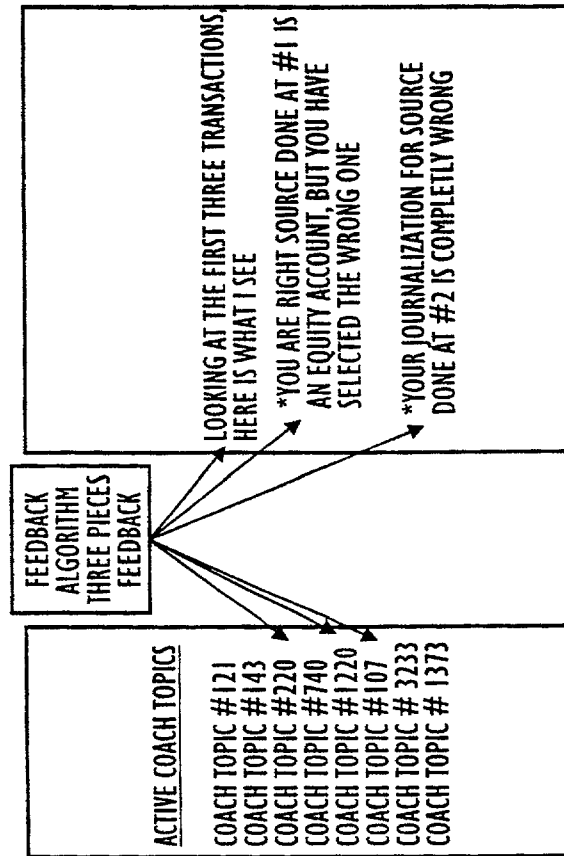 ACTIVE COACH TOPICS
COACH TOPIC #121
COACH TOPIC #143
COACH TOPIC #220
COACH TOPIC #740
COACH TOPIC #1220
COACH TOPIC #107
COACH TOPIC # 3233
COACH TOPIC # 1373
FEEDBACK
ALGORITHM
THREE PIECES
FEEDBACK
LOOKING AT THE FIRST THREE TRANSACTIONS,
HERE IS WHAT I SEE
*YOU ARE RIGHT SOURCE DONE AT #1 IS
AN EQUITY ACCOUNT, BUT YOU HAVE
SELECTED THE WRONG ONE
*YOUR JOURNALIZATION FOR SOURCE
DONE AT #2 IS COMPLETLY WRONG